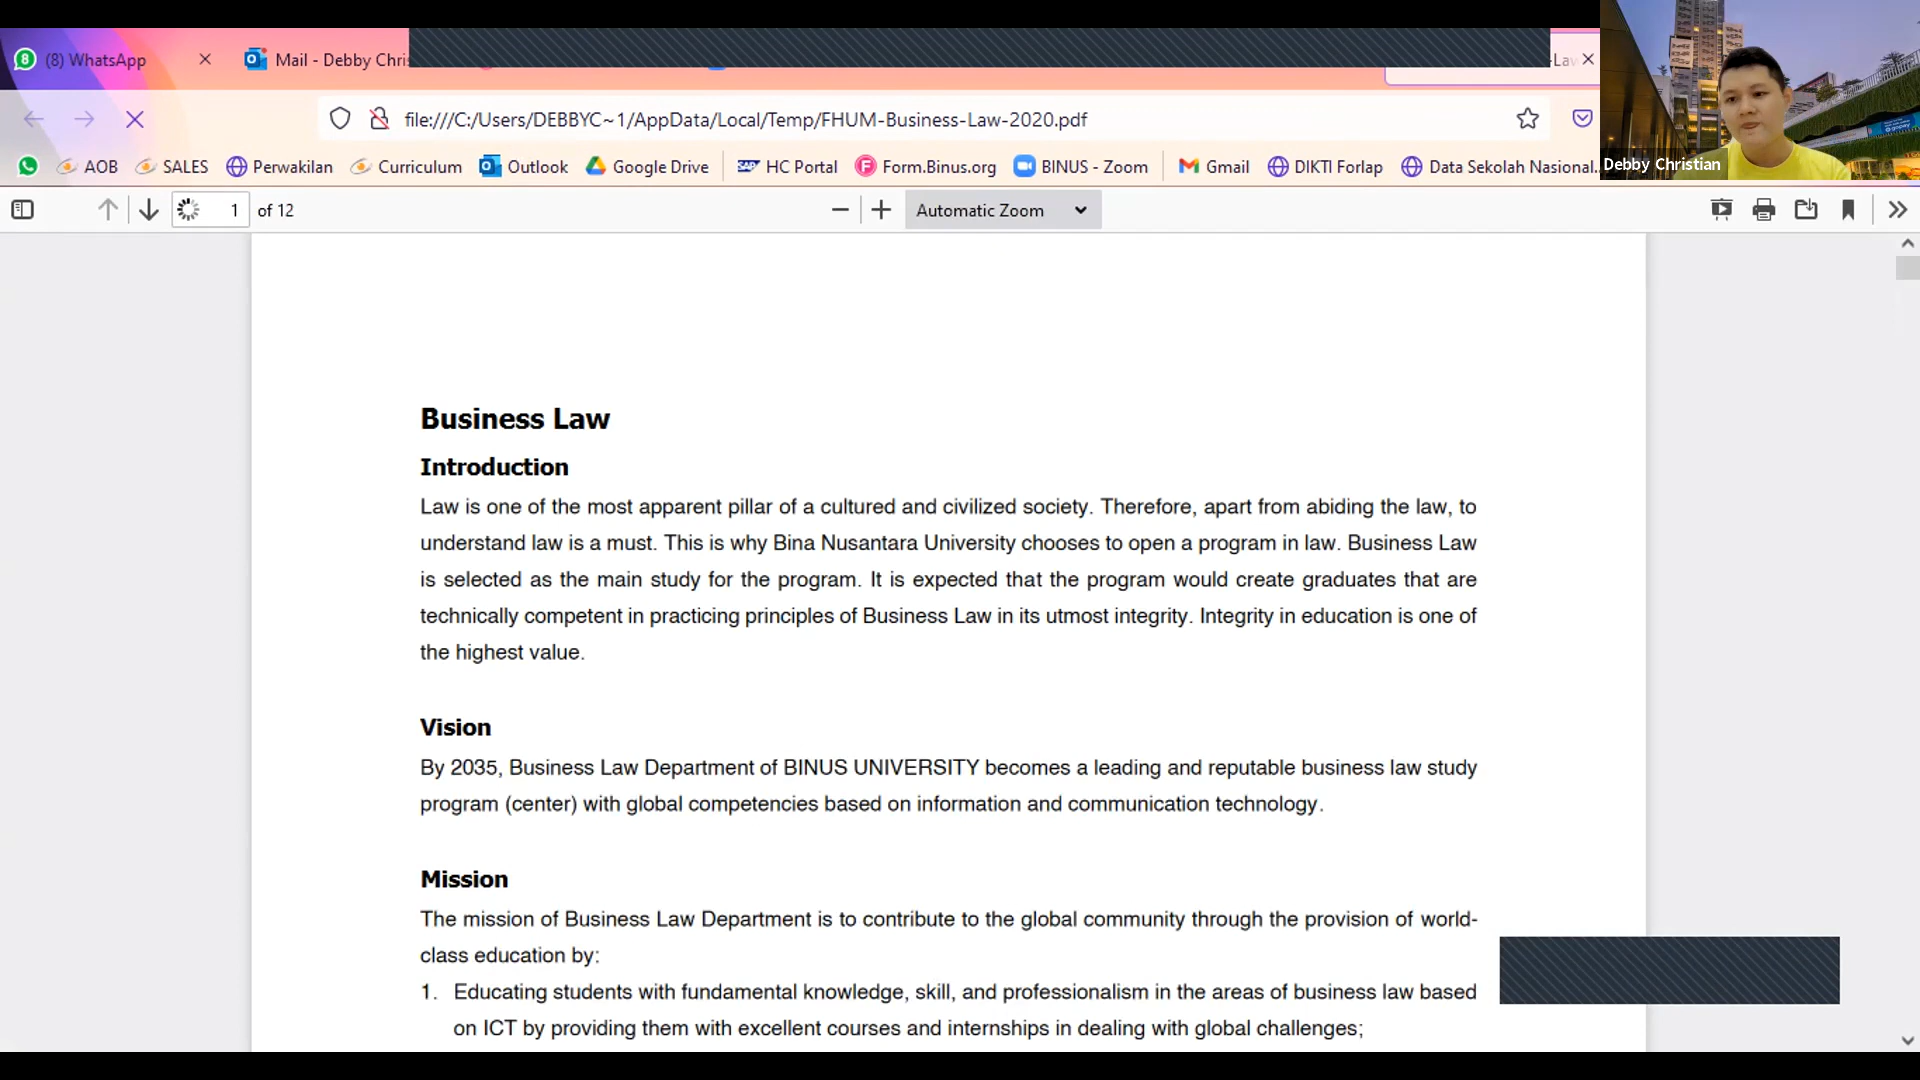 (8) WhatsApp
Mail - Debby Chri
-Law
file:///C:/Users/DEBBYC~1/AppData/Local/Temp/FHUM-Business-Law-2020.pdf
AOB SALES Perwakilan Curriculum Outlook Google Drive HC Portal Form.Binus.org BINUS - Zoom Gmail DIKTI Forlap Data Sekolah Nasional...
Debby Christian
1 of 12 Automatic Zoom
Business Law
Introduction
Law is one of the most apparent pillar of a cultured and civilized society. Therefore, apart from abiding the law, to
understand law is a must. This is why Bina Nusantara University chooses to open a program in law. Business Law
is selected as the main study for the program. It is expected that the program would create graduates that are
technically competent in practicing principles of Business Law in its utmost integrity. Integrity in education is one of
the highest value.
Vision
By 2035, Business Law Department of BINUS UNIVERSITY becomes a leading and reputable business law study
program (center) with global competencies based on information and communication technology.
Mission
The mission of Business Law Department is to contribute to the global community through the provision of world-
class education by:
1. Educating students with fundamental knowledge, skill, and professionalism in the areas of business law based
on ICT by providing them with excellent courses and internships in dealing with global challenges;